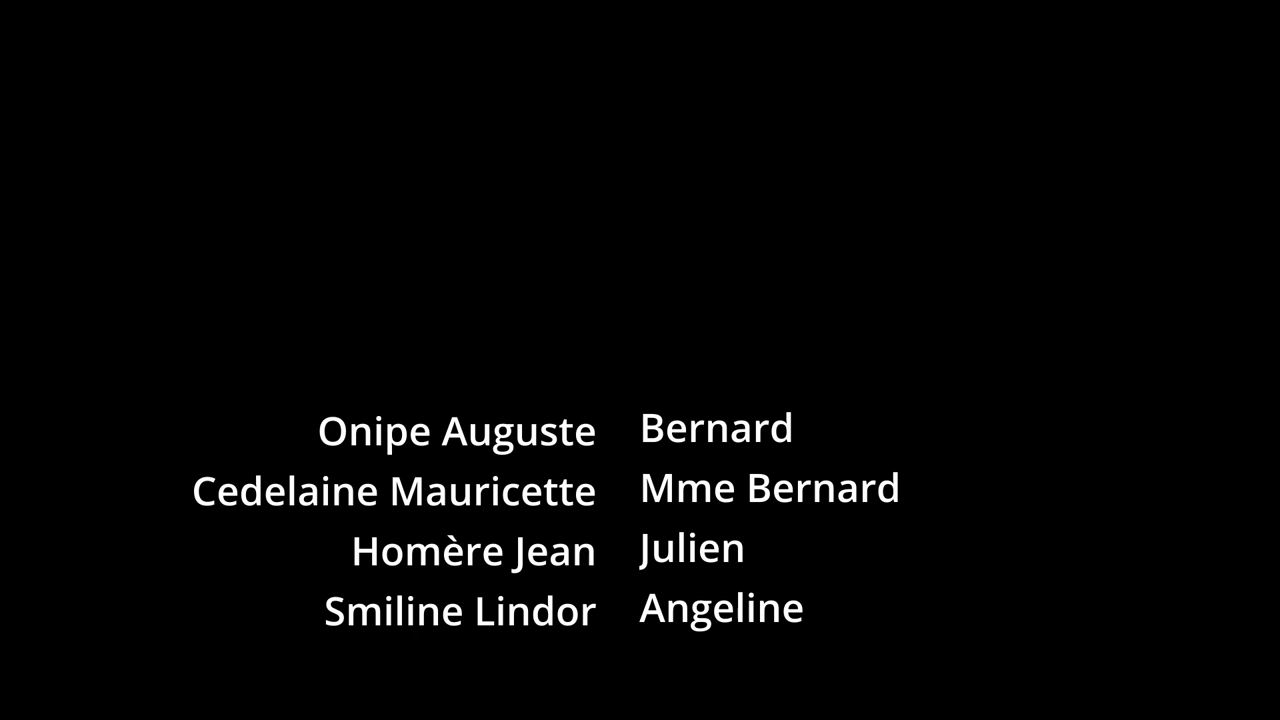 Onipe Auguste Bernard
Cedelaine Mauricette Mme Bernard
Homère Jean Julien
Smiline Lindor Angeline